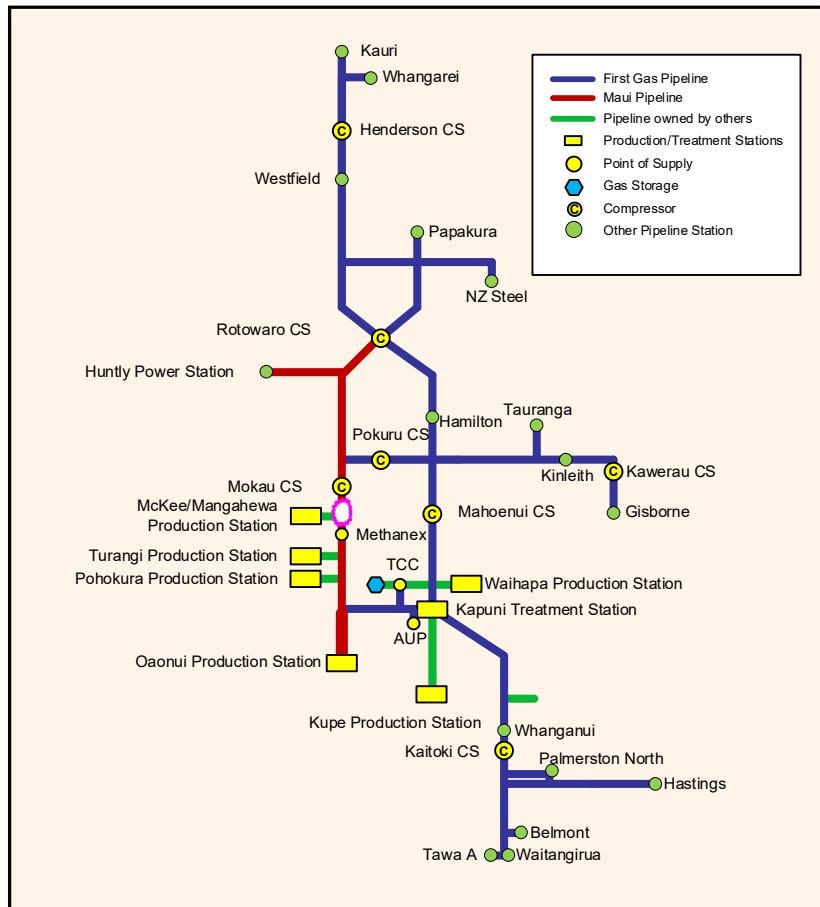 Kauri
Whangarei
Henderson CS
Westfield
Papakura
NZ Steel
Rotowaro CS
Huntly Power Station
Hamilton
Tauranga
Pokuru CS
Kinleith
Kawerau CS
Mokau CS
McKee/Mangahewa
Production Station
Mahoenui CS
Gisborne
Methanex
Turangi Production Station
TCC
Pohokura Production Station
Waihapa Production Station
Kapuni Treatment Station
AUP
Oaonui Production Station
Kupe Production Station
Whanganui
Kaitoki CS
Palmerston North
Hastings
Belmont
Tawa A
Waitangirua
First Gas Pipeline
Maui Pipeline
Pipeline owned by others
Production/Treatment Stations
Point of Supply
Gas Storage
C Compressor
Other Pipeline Station
C
C
C
C
C
C
C